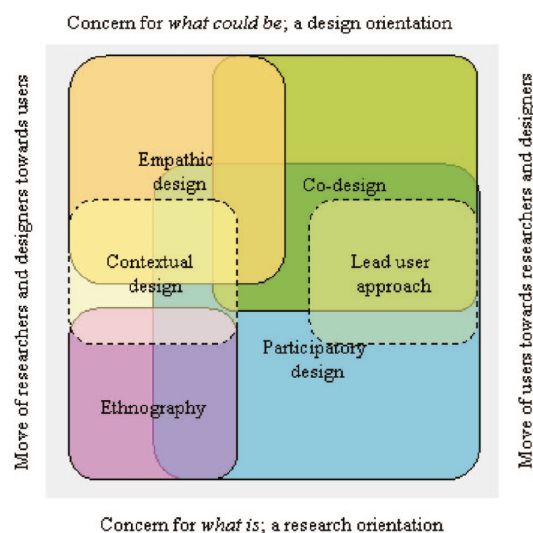 Concern for what could be; a design orientation
Move of researchers and designers towards users
Move of users towards researchers and designers
Empathic
design
Co-design
Contextual
design
Lead user
approach
Participatory
design
Ethnography
Concern for what is; a research orientation